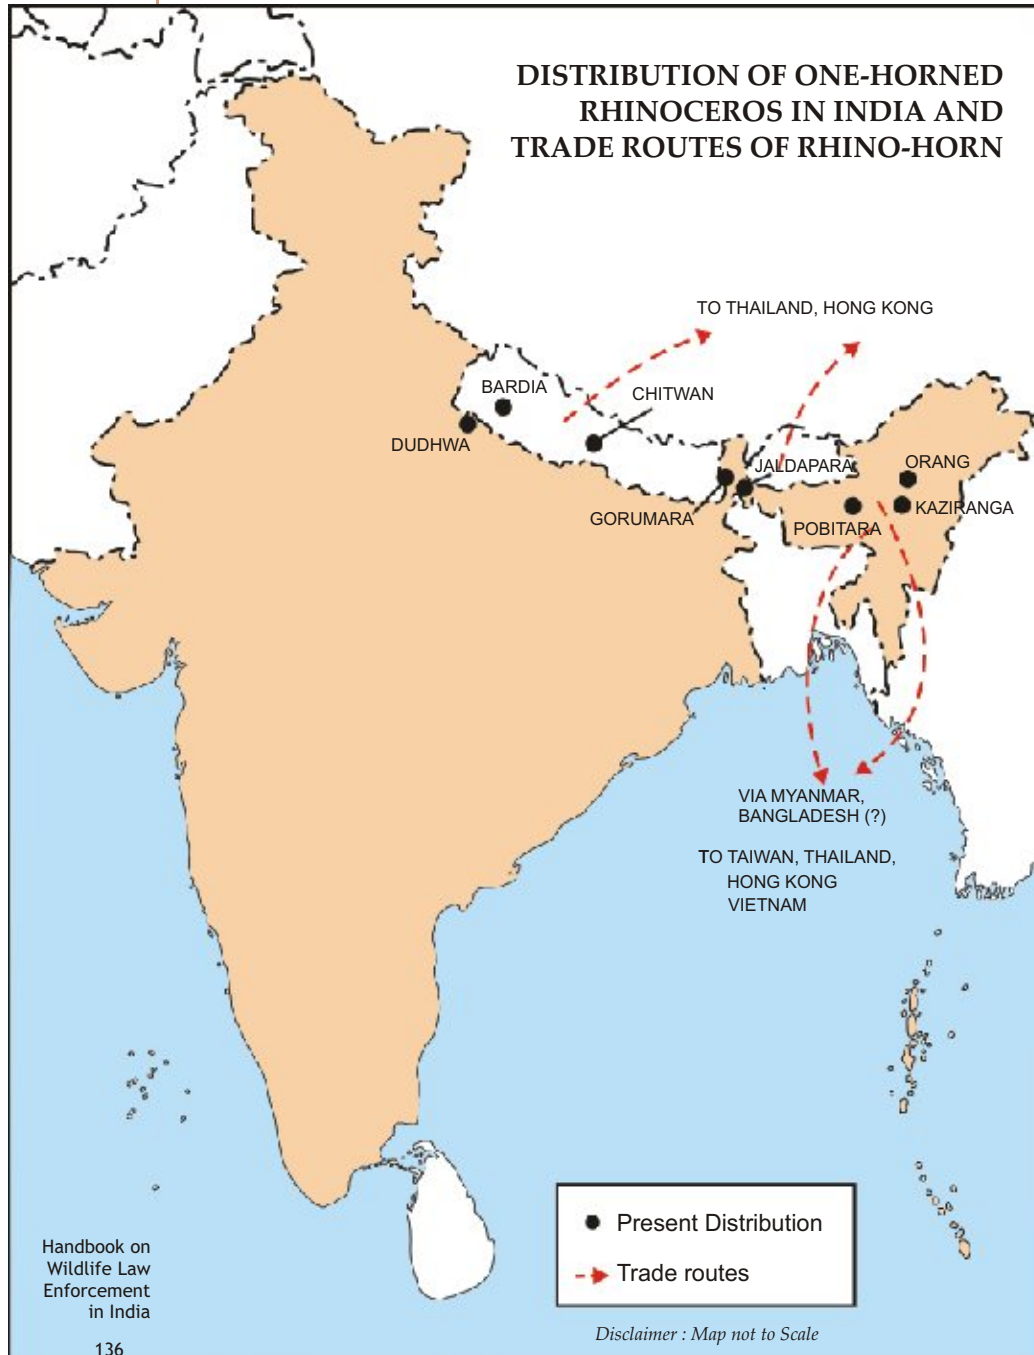 DISTRIBUTION OF ONE-HORNED
RHINOCEROS IN INDIA AND
TRADE ROUTES OF RHINO-HORN
TO THAILAND, HONG KONG
BARDIA
CHITWAN
DUDHWA
JALDAPARA
ORANG
GORUMARA
KAZIRANGA
POBITARA
VIA MYANMAR,
BANGLADESH (?)
TO TAIWAN, THAILAND,
HONG KONG
VIETNAM
Present Distribution
Trade routes
Disclaimer : Map not to Scale
Handbook on
Wildlife Law
Enforcement
in India
136